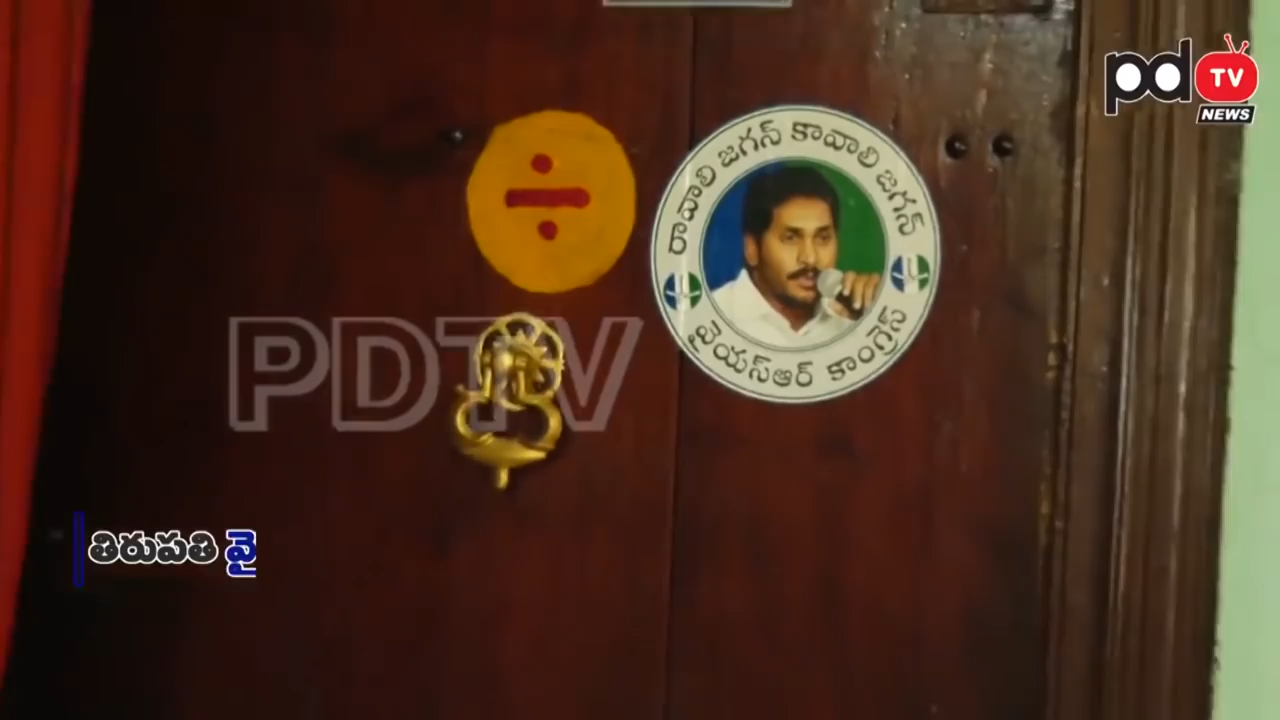 pd TV
NEWS
రావాలి జగన్ కావాలి జగన్
వైయస్ఆర్ కాంగ్రెస్
PDTV
తిరుపతి వై